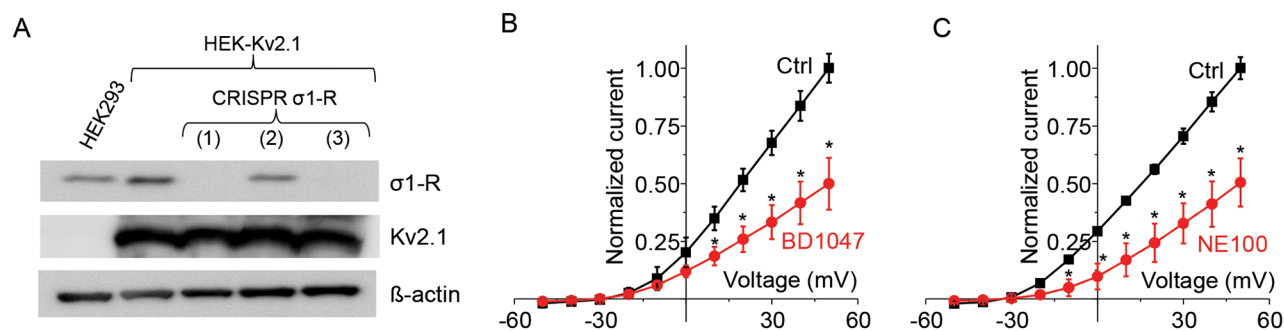 A
HEK-Kv2.1
HEK293
CRISPR σ1-R
(1) (2) (3)
σ1-R
Kv2.1
ß-actin
B
Normalized current
1.00
0.75
0.50
0.25
Ctrl
* * * * *
BD1047
Voltage (mV)
-60 -30 30 60
C
Normalized current
1.00
0.75
0.50
0.25
Ctrl
* * * * * * *
NE100
Voltage (mV)
-60 -30 30 60